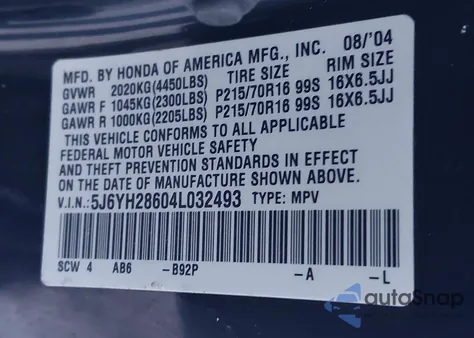 MFD. BY HONDA OF AMERICA MFG., INC. 08/'04
GVWR 2020KG(4450LBS) TIRE SIZE RIM SIZE
GAWR F 1045KG(2300LBS) P215/70R16 99S 16X6.5JJ
GAWR R 1000KG(2205LBS) P215/70R16 99S 16X6.5JJ
THIS VEHICLE CONFORMS TO ALL APPLICABLE
FEDERAL MOTOR VEHICLE SAFETY
AND THEFT PREVENTION STANDARDS IN EFFECT ON
THE DATE OF MANUFACTURE SHOWN ABOVE.
V.I.N.: 5J6YH28604L032493 TYPE: MPV
SCW 4 AB6 -B92P -A -L
autoSnap